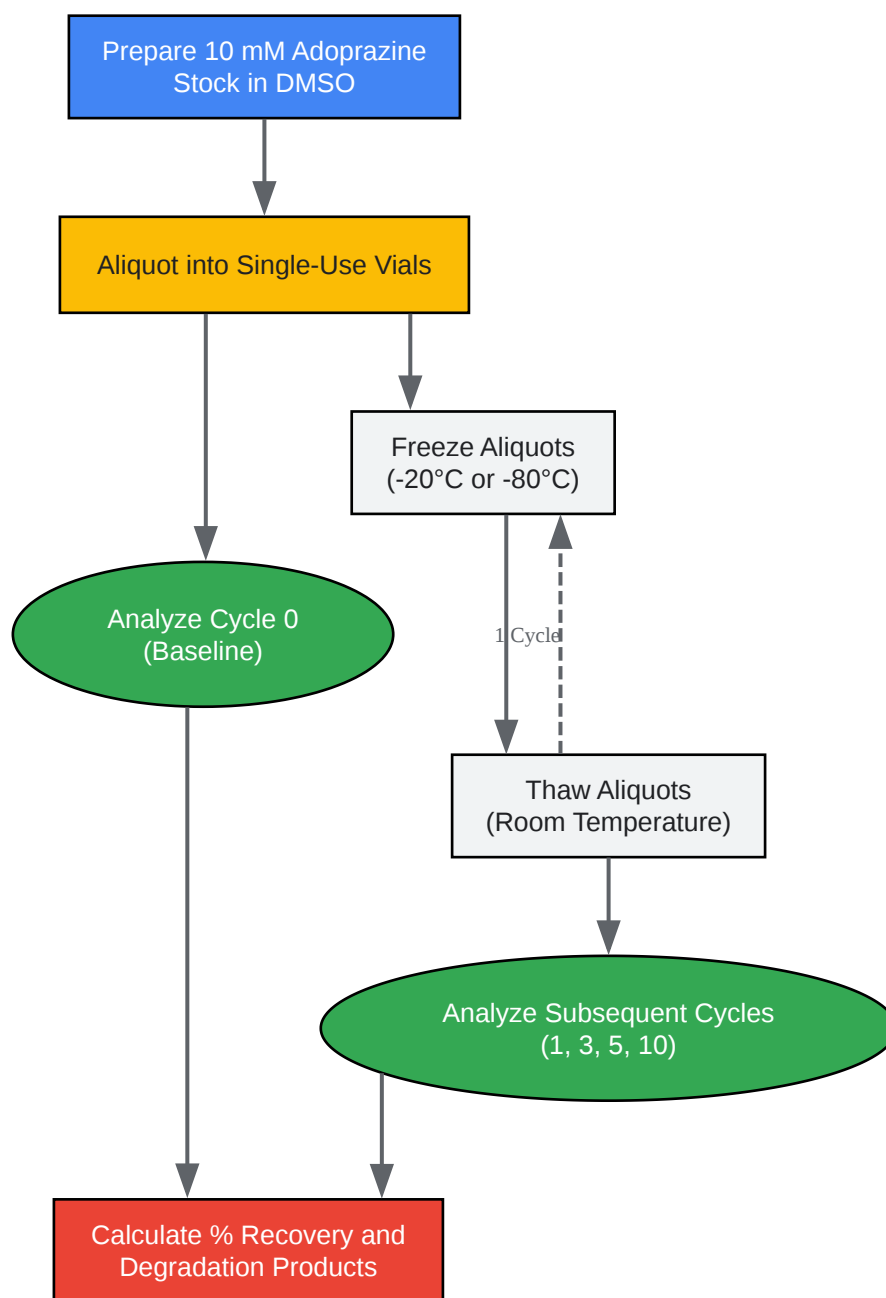 Prepare 10 mM Adoprazine
Stock in DMSO
Aliquot into Single-Use Vials
Freeze Aliquots
(-20°C or -80°C)
Analyze Cycle 0
(Baseline)
1 Cycle
Thaw Aliquots
(Room Temperature)
Analyze Subsequent Cycles
(1, 3, 5, 10)
Calculate % Recovery and
Degradation Products